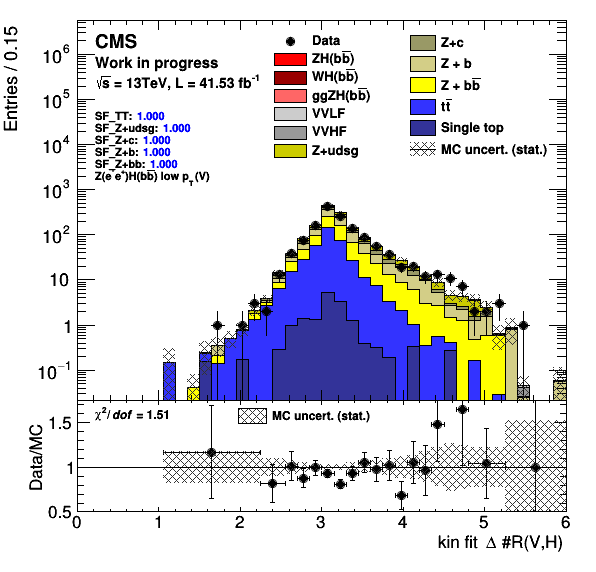 CMS
Work in progress
√s = 13TeV, L = 41.53 fb⁻¹
SF_TT: 1.000
SF_Z+udsg: 1.000
SF_Z+c: 1.000
SF_Z+b: 1.000
SF_Z+bb: 1.000
Z(e⁻e⁺)H(bb̅) low p_T(V)
Data
ZH(bb̅)
WH(bb̅)
ggZH(bb̅)
VVLF
VVHF
Z+udsg
Z+c
Z + b
Z + bb̅
tt̅
Single top
MC uncert. (stat.)
Entries / 0.15
10⁶
10⁵
10⁴
10³
10²
10
1
10⁻¹
χ²/dof = 1.51
MC uncert. (stat.)
Data/MC
1.5
1
0.5
0 1 2 3 4 5 6
kin fit Δ #R(V,H)